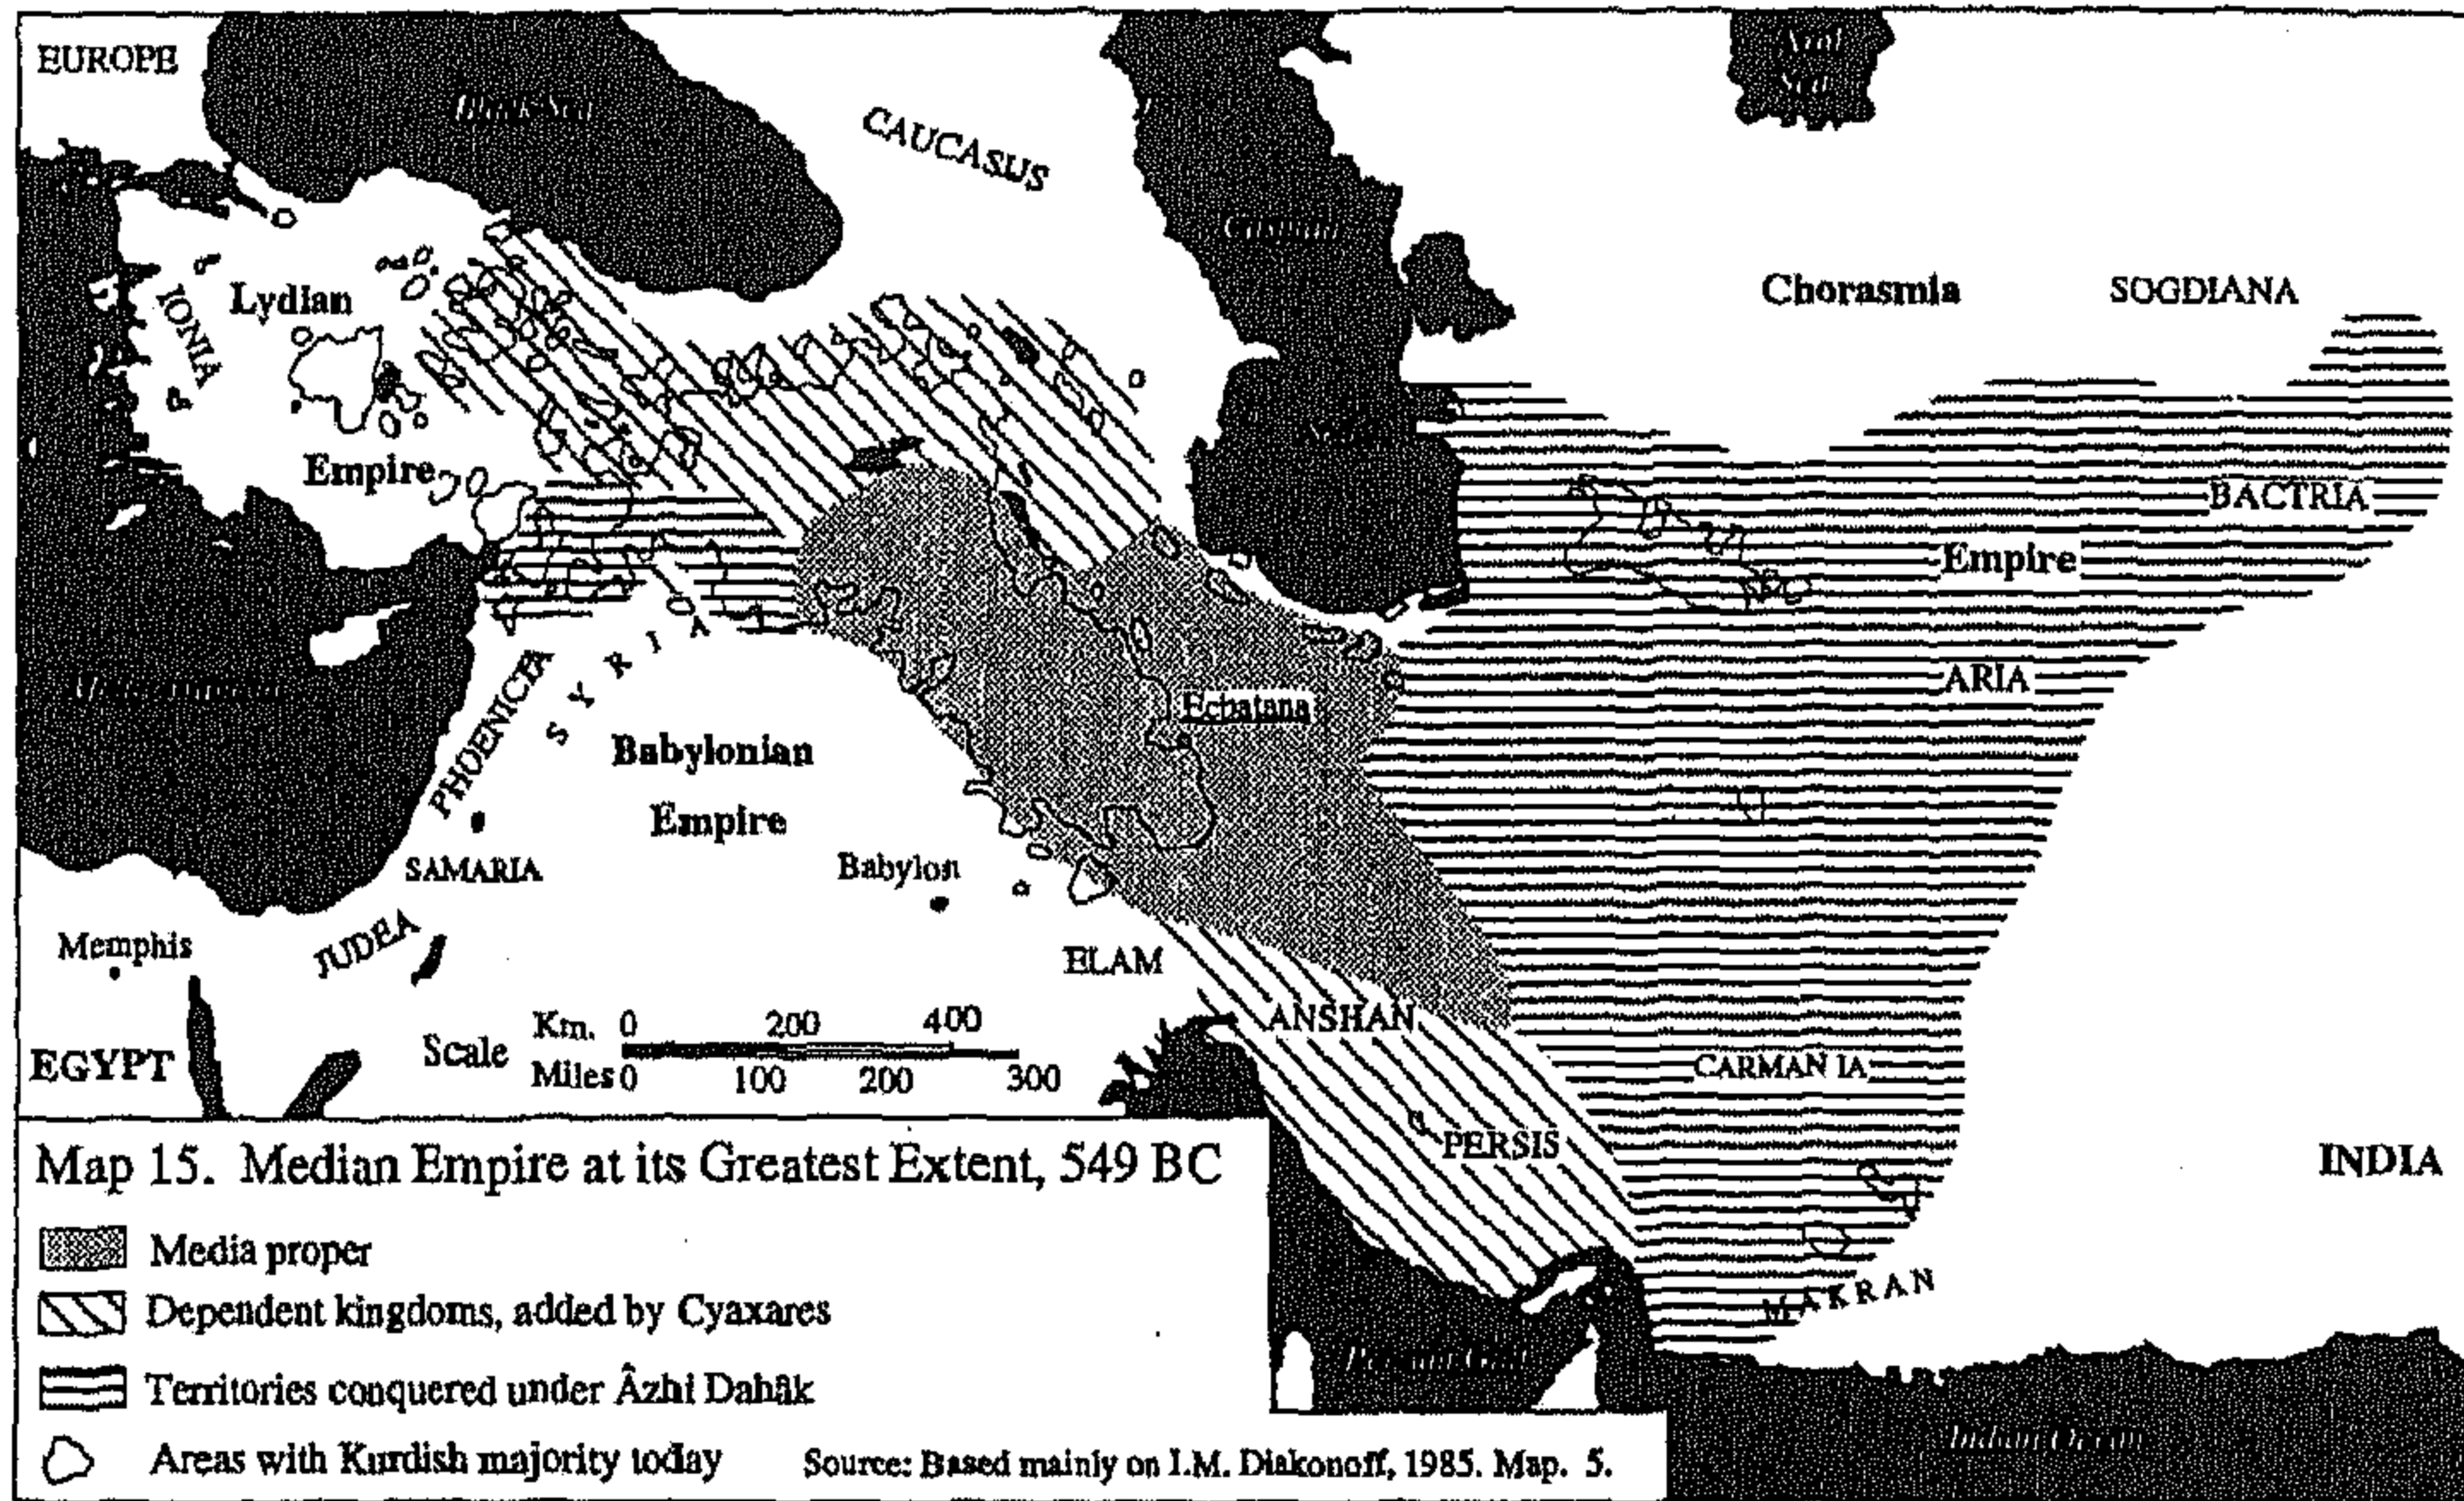 EUROPE
CAUCASUS
IONIA
Lydian
Empire
Chorasmia
SOGDIANA
BACTRIA
Empire
ARIA
PHOENICIA
SYRIA
Ecbatana
Babylonian
Empire
SAMARIA
Babylon
Memphis
JUDEA
ELAM
ANSHAN
EGYPT
Scale
Km. 0 200 400
Miles 0 100 200 300
CARMANIA
PERSIS
INDIA
MAKRAN
Map 15. Median Empire at its Greatest Extent, 549 BC
Media proper
Dependent kingdoms, added by Cyaxares
Territories conquered under Âzhi Dahâk
Areas with Kurdish majority today
Source: Based mainly on I.M. Diakonoff, 1985. Map. 5.